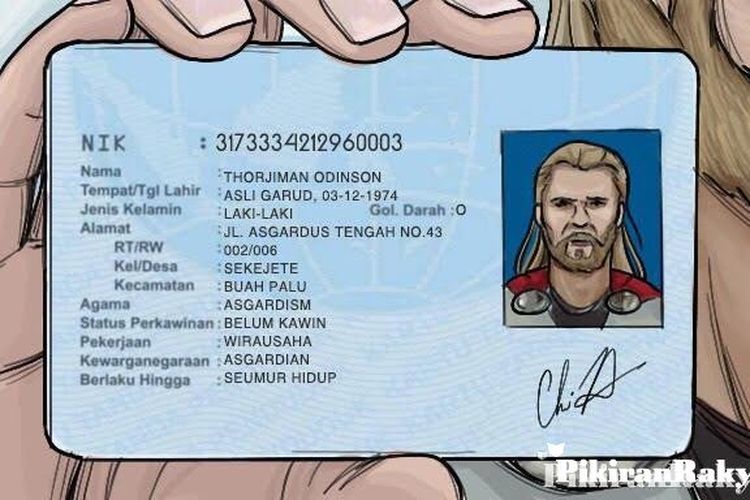 NIK : 3173334212960003
Nama : THORJIMAN ODINSON
Tempat/Tgl Lahir : ASLI GARUD, 03-12-1974
Jenis Kelamin : LAKI-LAKI Gol. Darah :O
Alamat : JL. ASGARDUS TENGAH NO.43
RT/RW : 002/006
Kel/Desa : SEKEJETE
Kecamatan : BUAH PALU
Agama : ASGARDISM
Status Perkawinan : BELUM KAWIN
Pekerjaan : WIRAUSAHA
Kewarganegaraan : ASGARDIAN
Berlaku Hingga : SEUMUR HIDUP
PikiranRaky